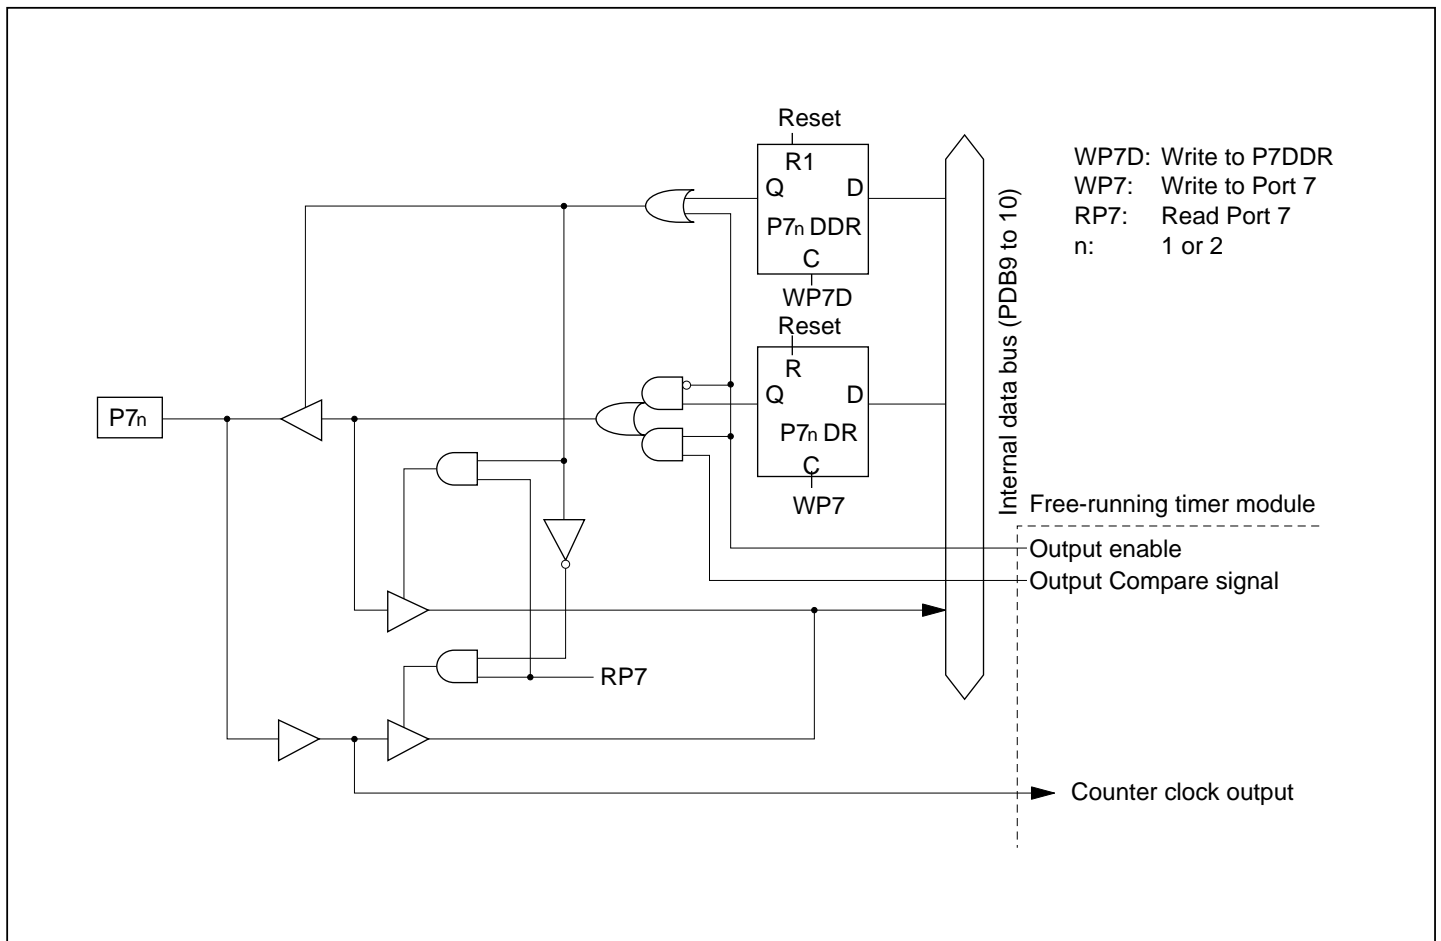 Reset
R1
Q D
P7n DDR
C
WP7D
Reset
R
Q D
P7n DR
C
WP7
P7n
RP7
Internal data bus (PDB9 to 10)
WP7D: Write to P7DDR
WP7: Write to Port 7
RP7: Read Port 7
n: 1 or 2
Free-running timer module
Output enable
Output Compare signal
Counter clock output